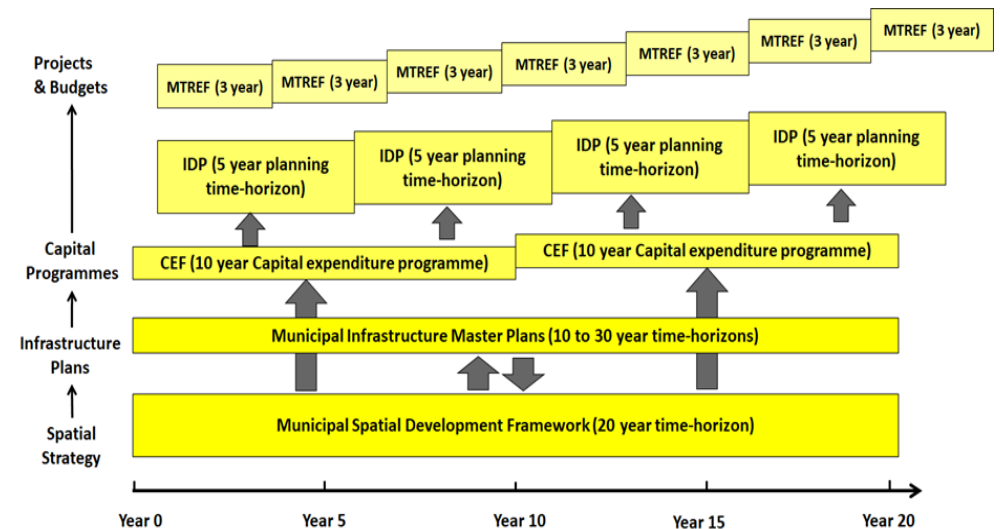 Projects
& Budgets
MTREF (3 year)
MTREF (3 year)
MTREF (3 year)
MTREF (3 year)
MTREF (3 year)
MTREF (3 year)
MTREF (3 year)
IDP (5 year planning
time-horizon)
IDP (5 year planning
time-horizon)
IDP (5 year planning
time-horizon)
IDP (5 year planning
time-horizon)
Capital
Programmes
CEF (10 year Capital expenditure programme)
CEF (10 year Capital expenditure programme)
Infrastructure
Plans
Municipal Infrastructure Master Plans (10 to 30 year time-horizons)
Spatial
Strategy
Municipal Spatial Development Framework (20 year time-horizon)
Year 0
Year 5
Year 10
Year 15
Year 20